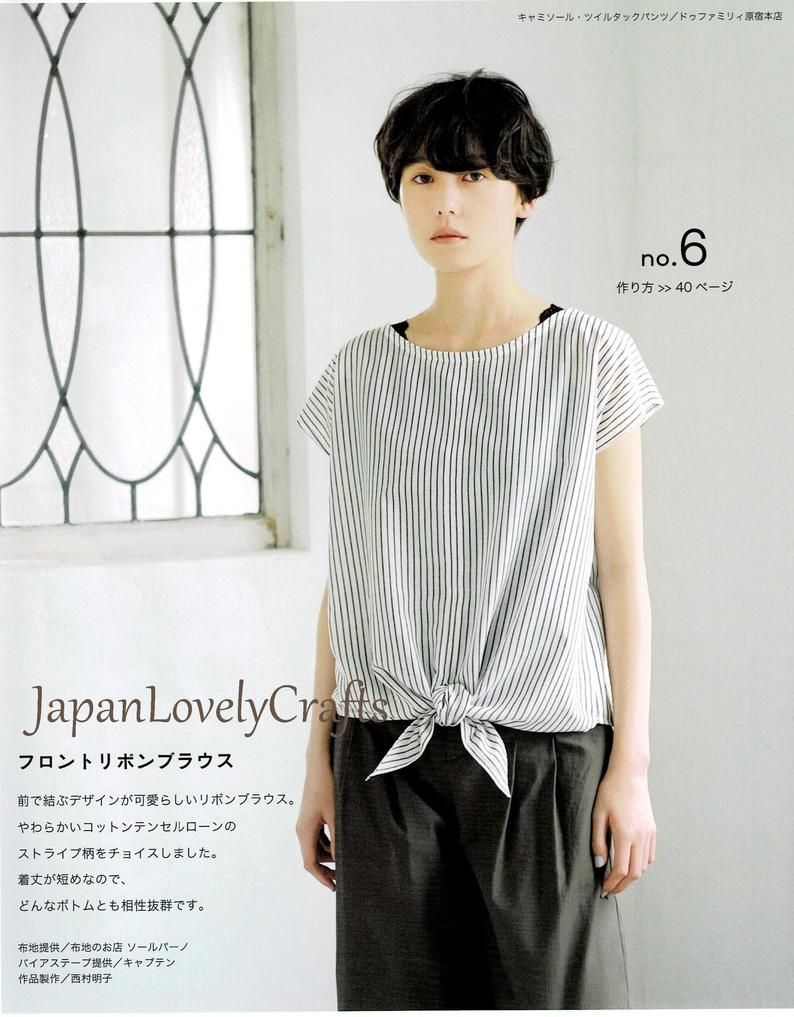 キャミソール・ツイルタックパンツ／ドゥファミリィ原宿本店
no.6
作り方 >> 40 ページ
JapanLovelyCrafts
フロントリボンブラウス
前で結ぶデザインが可愛らしいリボンブラウス。
やわらかいコットンテンセルローンの
ストライプ柄をチョイスしました。
着丈が短めなので、
どんなボトムとも相性抜群です。
布地提供／布地のお店 ソールパーノ
バイアステープ提供／キャプテン
作品製作／西村明子